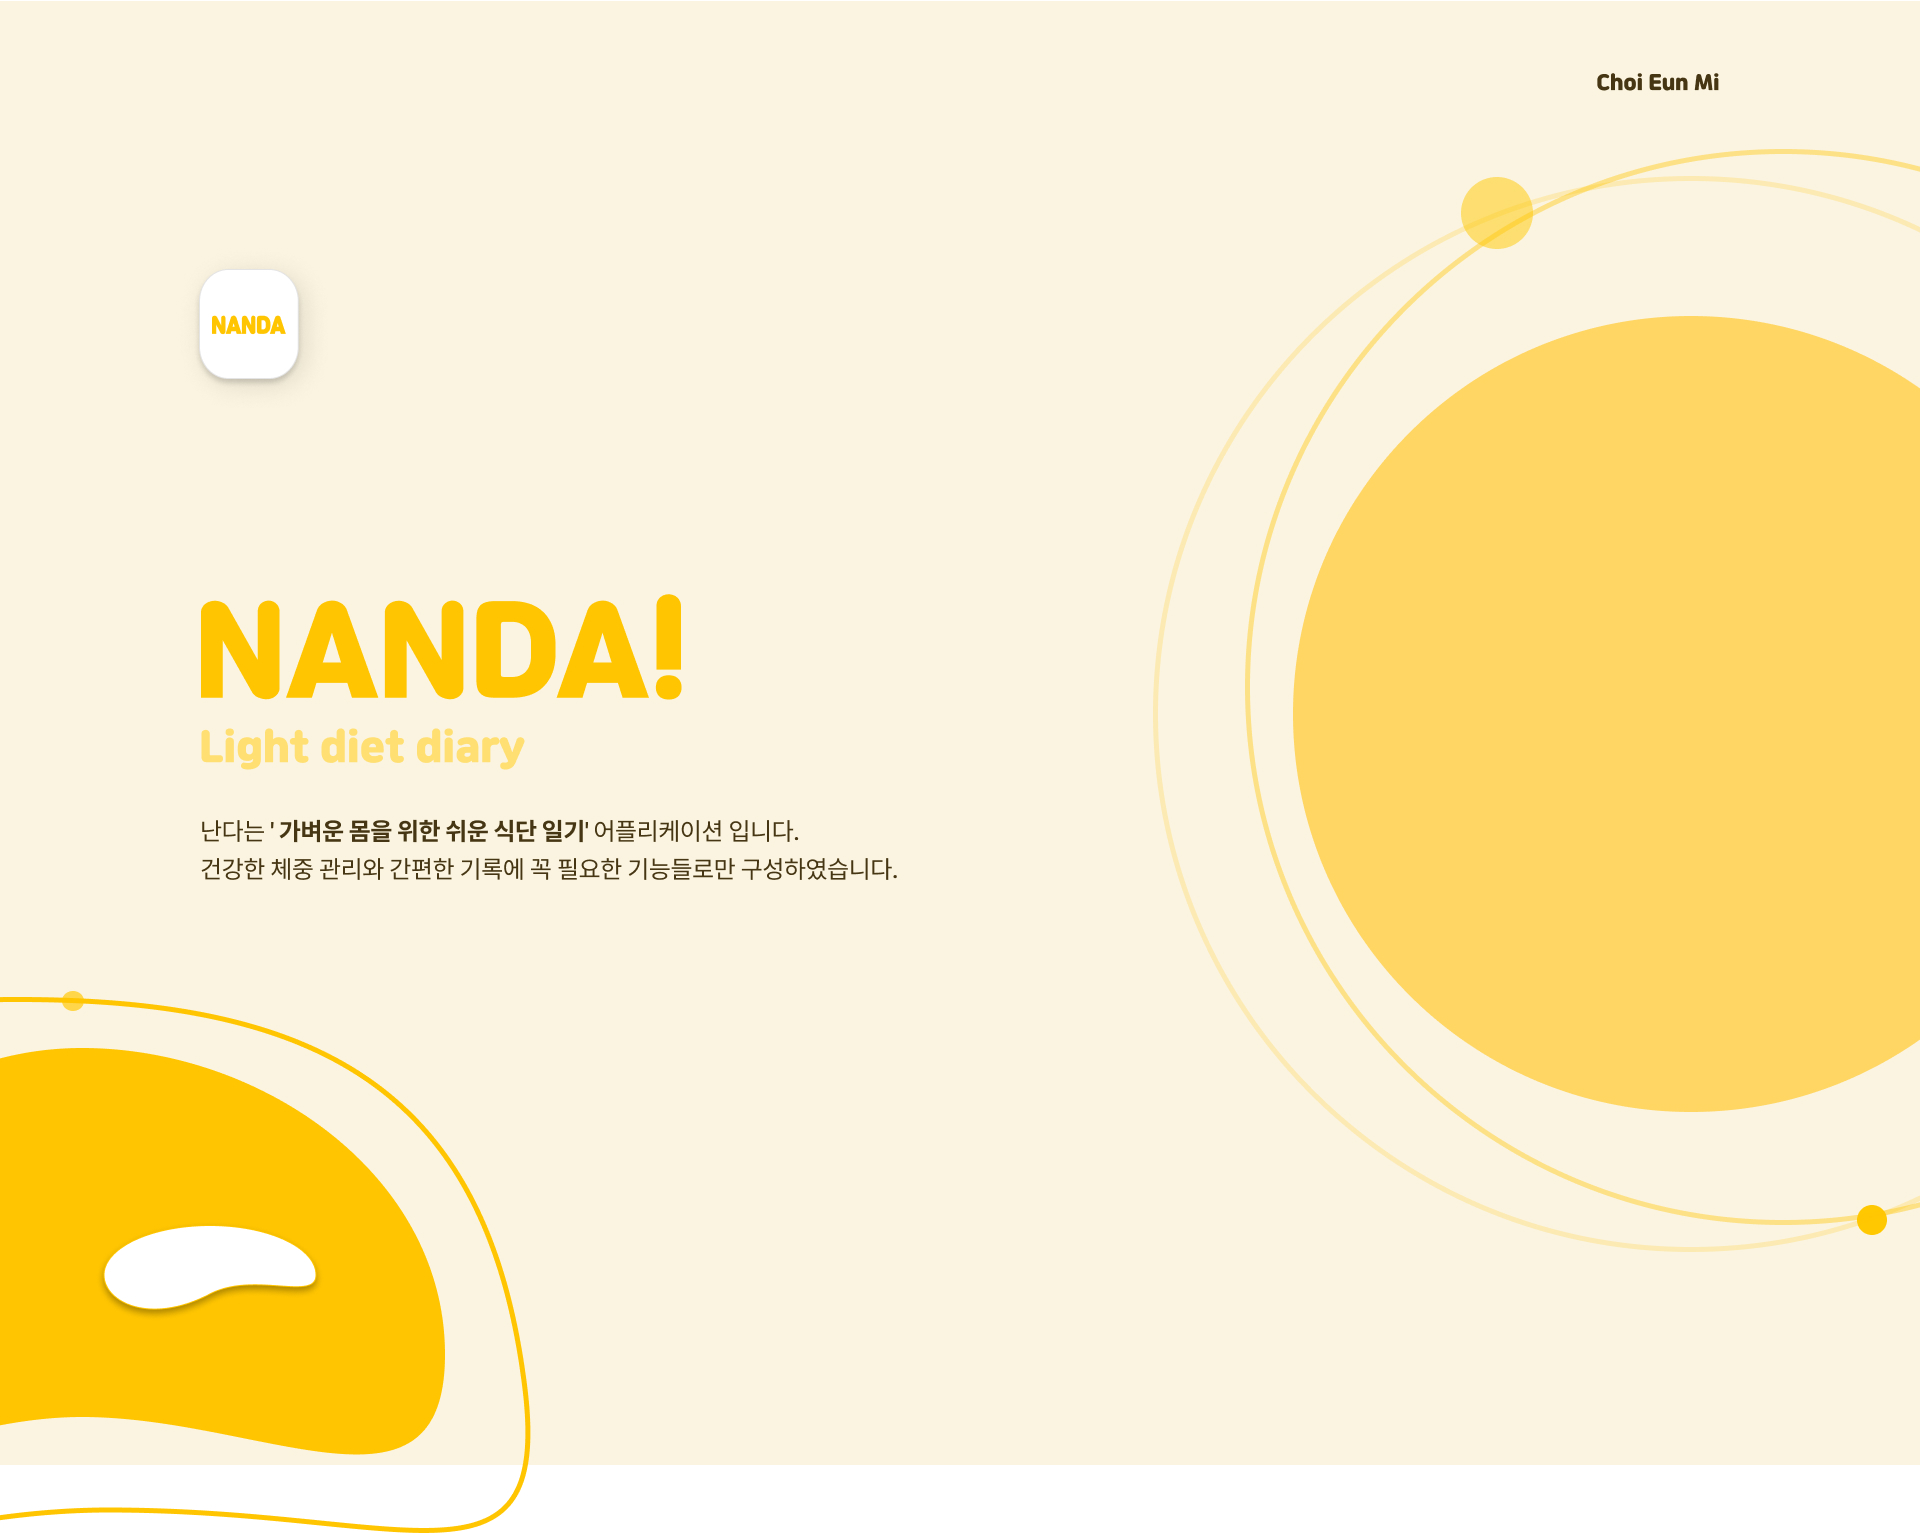 Choi Eun Mi
NANDA
NANDA!
Light diet diary
난다는 ' 가벼운 몸을 위한 쉬운 식단 일기' 어플리케이션 입니다.
건강한 체중 관리와 간편한 기록에 꼭 필요한 기능들로만 구성하였습니다.